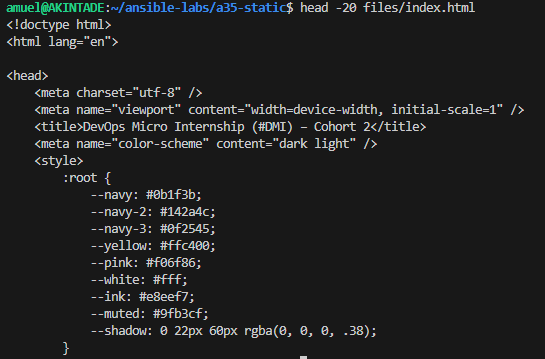 amuel@AKINTADE:~/ansible-labs/a35-static$ head -20 files/index.html
<!doctype html>
<html lang="en">

<head>
    <meta charset="utf-8" />
    <meta name="viewport" content="width=device-width, initial-scale=1" />
    <title>DevOps Micro Internship (#DMI) – Cohort 2</title>
    <meta name="color-scheme" content="dark light" />
    <style>
        :root {
            --navy: #0b1f3b;
            --navy-2: #142a4c;
            --navy-3: #0f2545;
            --yellow: #ffc400;
            --pink: #f06f86;
            --white: #fff;
            --ink: #e8eef7;
            --muted: #9fb3cf;
            --shadow: 0 22px 60px rgba(0, 0, 0, .38);
        }